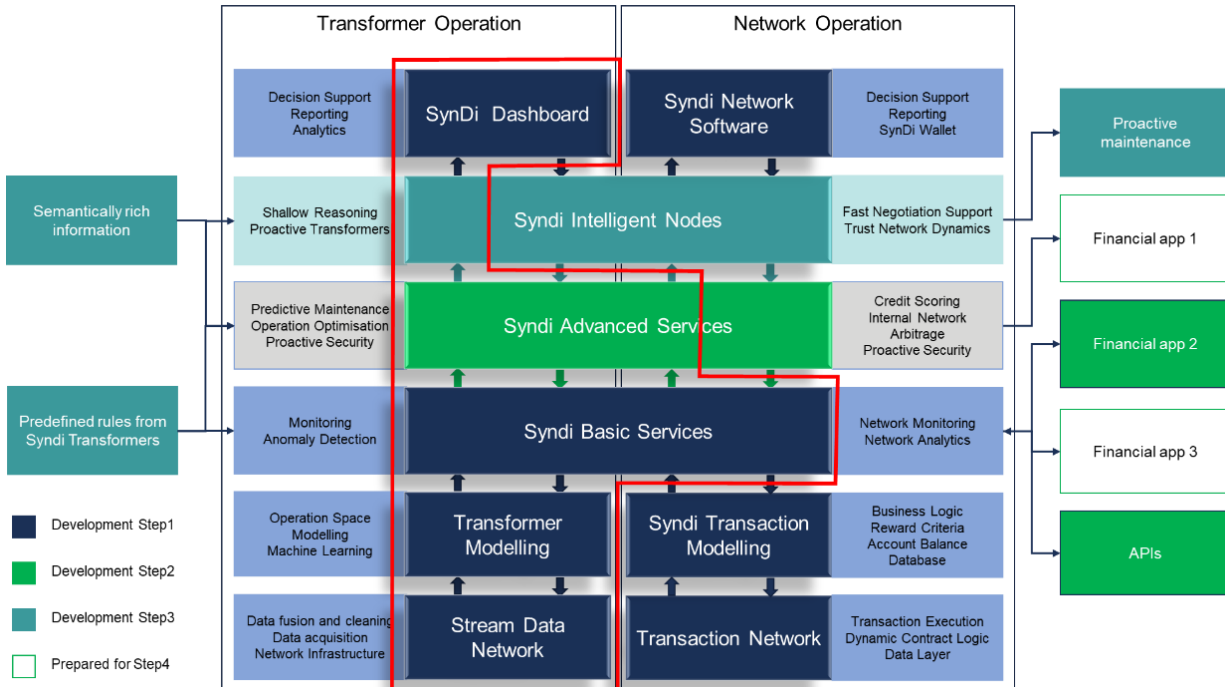 Transformer Operation
Network Operation
Decision Support
Reporting
Analytics
SynDi Dashboard
Syndi Network
Software
Decision Support
Reporting
SynDi Wallet
Proactive
maintenance
Semantically rich
information
Shallow Reasoning
Proactive Transformers
Syndi Intelligent Nodes
Fast Negotiation Support
Trust Network Dynamics
Financial app 1
Predictive Maintenance
Operation Optimisation
Proactive Security
Syndi Advanced Services
Credit Scoring
Internal Network
Arbitrage
Proactive Security
Financial app 2
Predefined rules from
Syndi Transformers
Monitoring
Anomaly Detection
Syndi Basic Services
Network Monitoring
Network Analytics
Financial app 3
Development Step1
Development Step2
Development Step3
Prepared for Step4
Operation Space
Modelling
Machine Learning
Transformer
Modelling
Syndi Transaction
Modelling
Business Logic
Reward Criteria
Account Balance
Database
APIs
Data fusion and cleaning
Data acquisition
Network Infrastructure
Stream Data
Network
Transaction Network
Transaction Execution
Dynamic Contract Logic
Data Layer